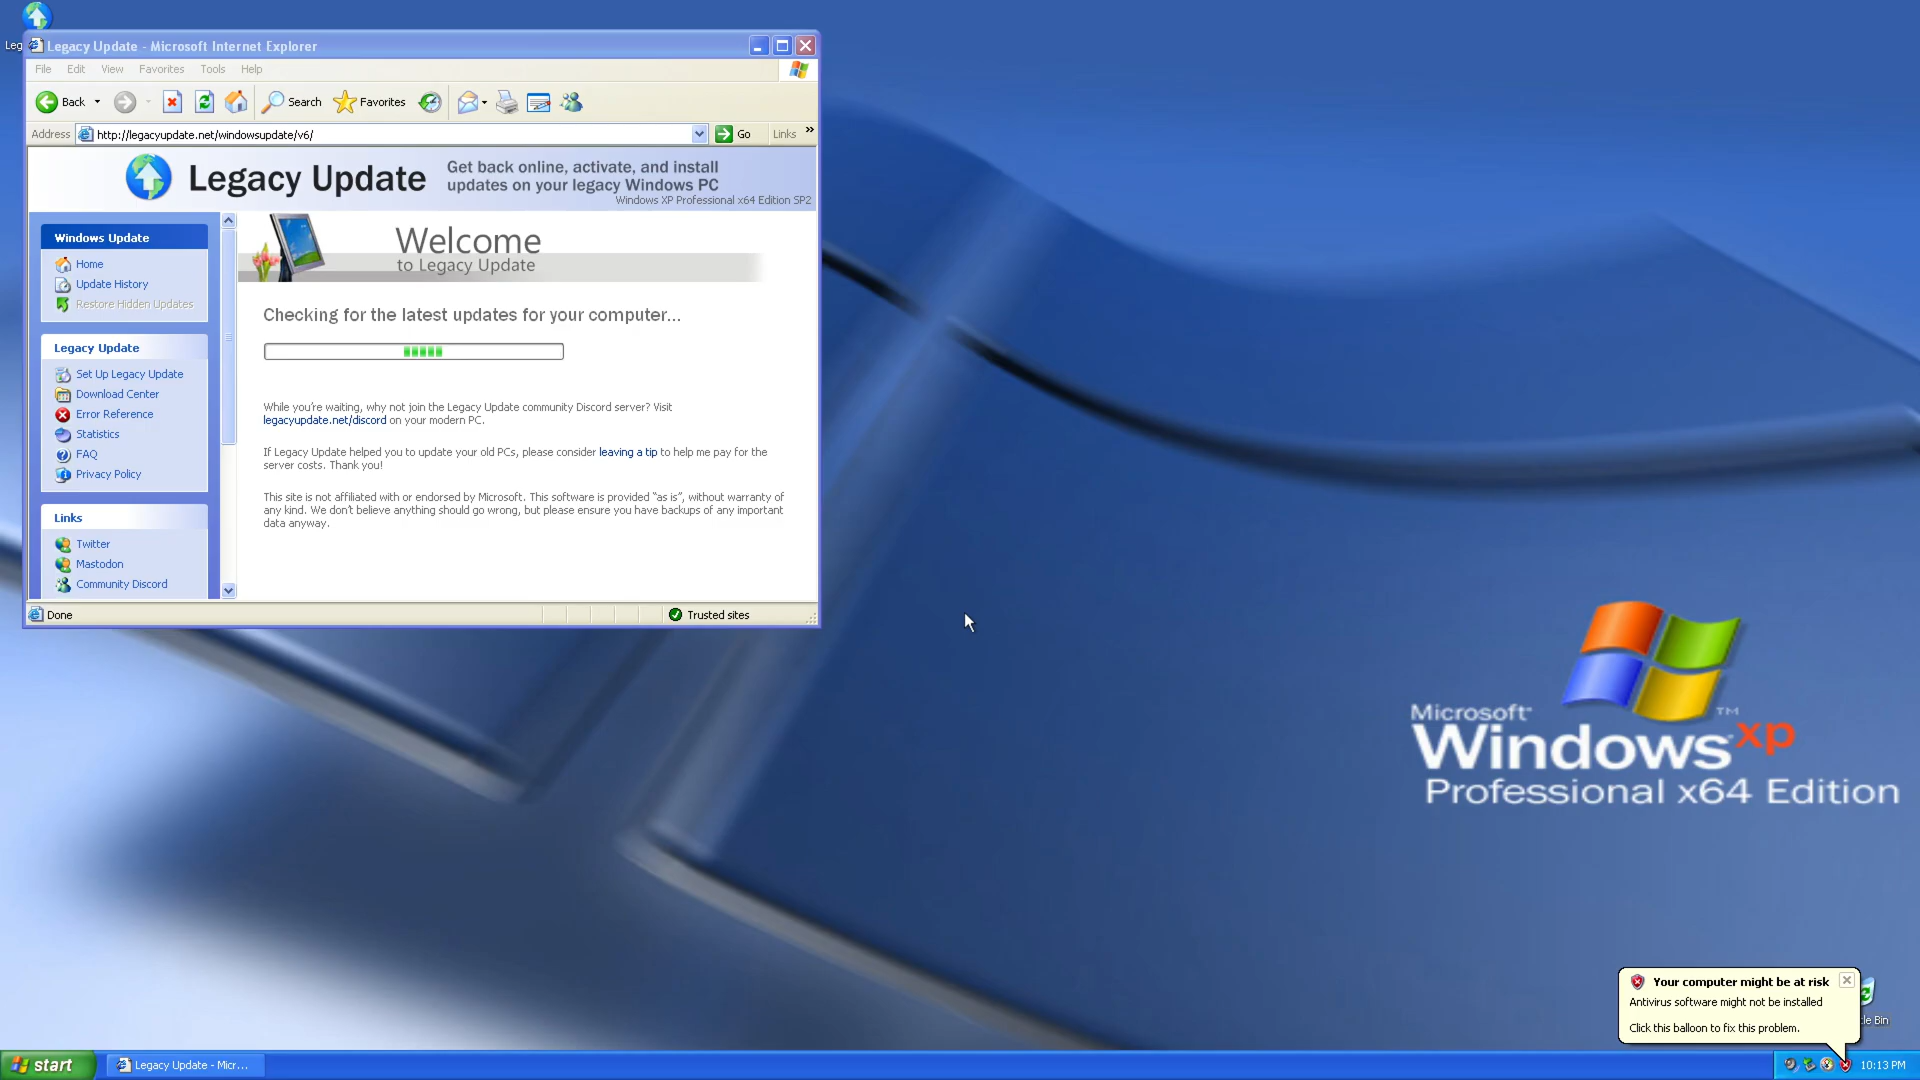 Leg
Legacy Update - Microsoft Internet Explorer
File Edit View Favorites Tools Help
Back Search Favorites
Address http://legacyupdate.net/windowsupdate/v6/ Go Links »
Legacy Update
Get back online, activate, and install
updates on your legacy Windows PC
Windows XP Professional x64 Edition SP2
Windows Update
Home
Update History
Restore Hidden Updates
Legacy Update
Set Up Legacy Update
Download Center
Error Reference
Statistics
FAQ
Privacy Policy
Links
Twitter
Mastodon
Community Discord
Welcome
to Legacy Update
Checking for the latest updates for your computer...
While you're waiting, why not join the Legacy Update community Discord server? Visit
legacyupdate.net/discord on your modern PC.
If Legacy Update helped you to update your old PCs, please consider leaving a tip to help me pay for the
server costs. Thank you!
This site is not affiliated with or endorsed by Microsoft. This software is provided "as is", without warranty of
any kind. We don't believe anything should go wrong, but please ensure you have backups of any important
data anyway.
Done Trusted sites
Microsoft®
Windows xp™
Professional x64 Edition
Your computer might be at risk
Antivirus software might not be installed
Click this balloon to fix this problem.
cle Bin
start Legacy Update - Micr... 10:13 PM